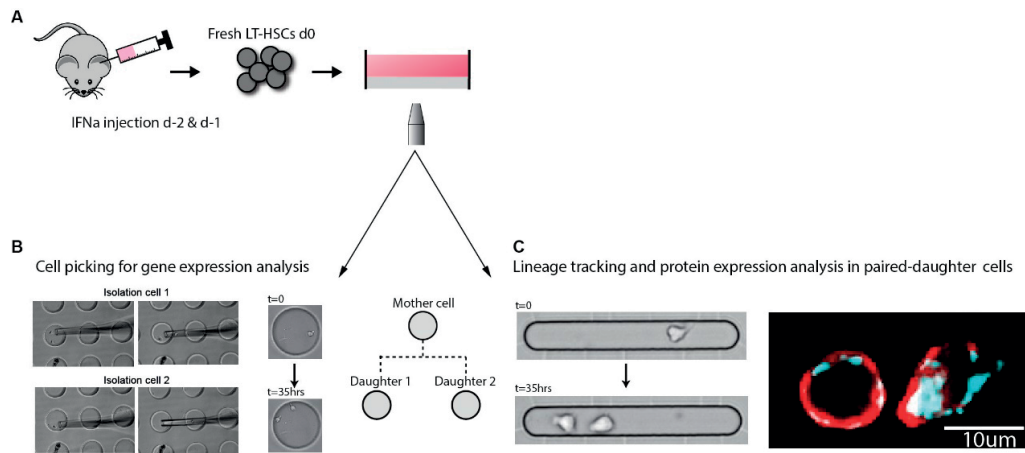 A
Fresh LT-HSCs d0
IFNa injection d-2 & d-1
B
Cell picking for gene expression analysis
Isolation cell 1
Isolation cell 2
t=0
t=35hrs
Mother cell
Daughter 1
Daughter 2
C
Lineage tracking and protein expression analysis in paired-daughter cells
t=0
t=35hrs
10um